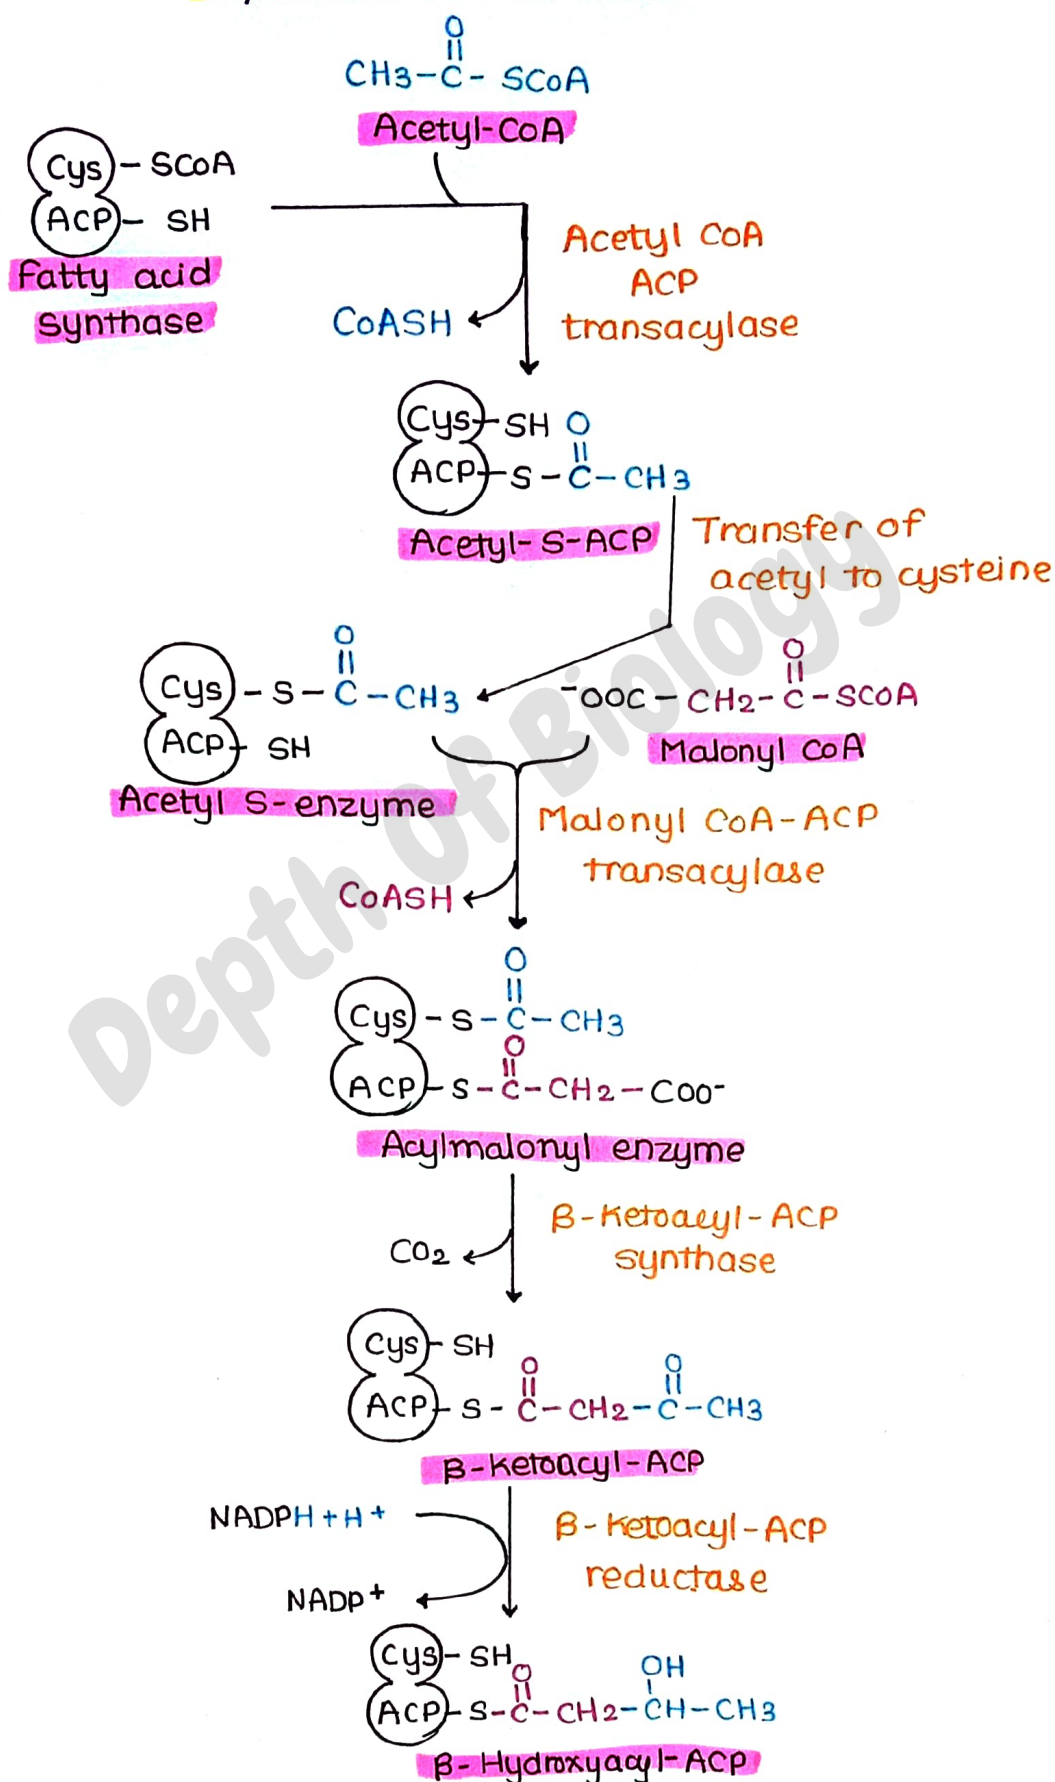 O
||
CH3-C- SCoA
Acetyl-CoA
Cys - SCoA
ACP - SH
Fatty acid
synthase
Acetyl CoA
ACP
transacylase
CoASH
Cys - SH O
||
ACP - S - C - CH3
Acetyl-S-ACP
Transfer of
acetyl to cysteine
O
||
Cys - S - C - CH3
ACP - SH
Acetyl S-enzyme
O
||
-OOC - CH2 - C - SCoA
Malonyl CoA
Malonyl CoA-ACP
transacylase
CoASH
O
||
Cys - S - C - CH3
O
||
ACP - S - C - CH2 - COO-
Acylmalonyl enzyme
β-Ketoacyl-ACP
synthase
CO2
Cys - SH
O O
|| ||
ACP - S - C - CH2 - C - CH3
β-ketoacyl-ACP
NADPH + H+
β-ketoacyl-ACP
reductase
NADP+
Cys - SH
O OH
|| |
ACP - S - C - CH2 - CH - CH3
β-Hydroxyacyl-ACP
Depth Of Biology